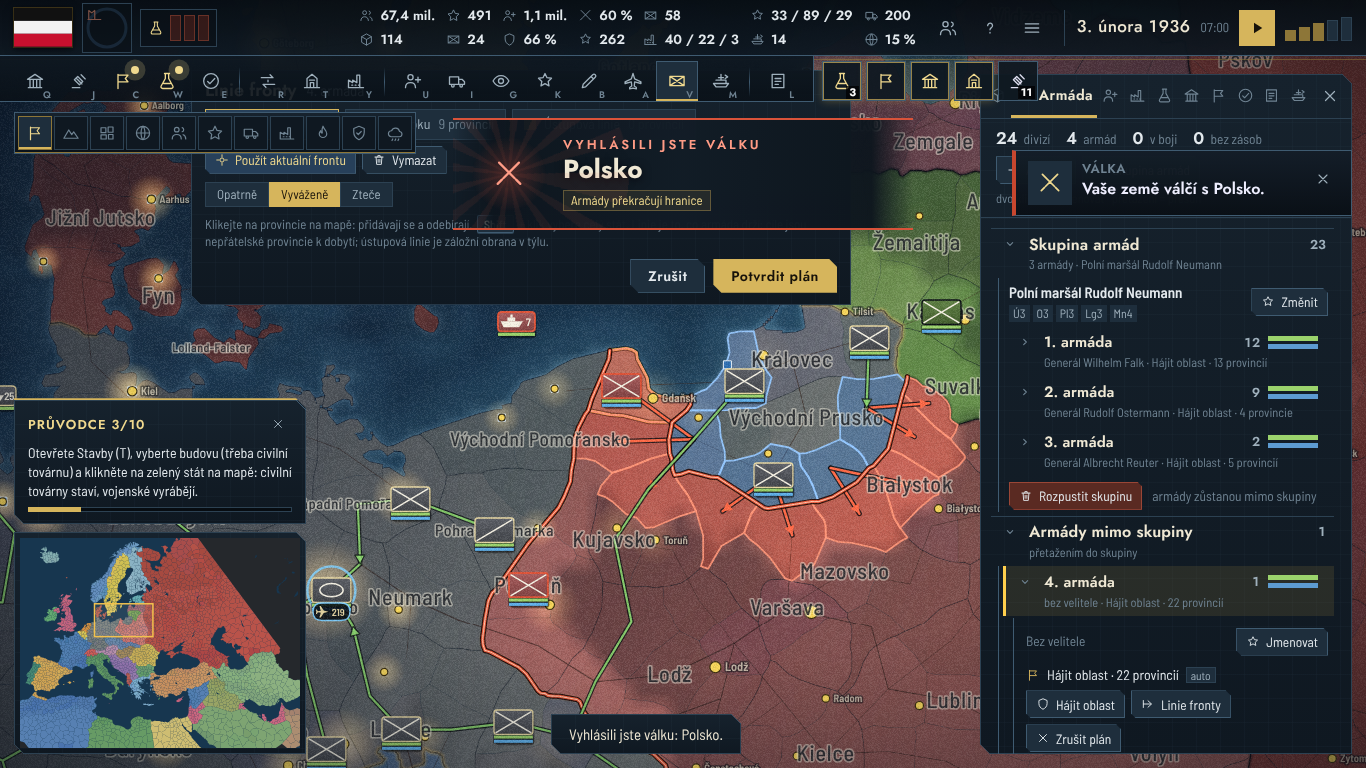 67,4 mil. 491 1,1 mil. 60 % 58 33 / 89 / 29 200
114 24 66 % 262 40 / 22 / 3 14 15 %
? 3. února 1936 07:00
Q J C W E T R Y U I G K B A V M L
3 11
Armáda
24 divizí 4 armád 0 v boji 0 bez zásob
VÁLKA
Vaše země válčí s Polsko.
VYHLÁSILI JSTE VÁLKU
Polsko
Armády překračují hranice
Linie fronty
9 provinc
Použít aktuální frontu Vymazat
Opatrně Vyváženě Zteče
Klikejte na provincie na mapě: přidávají se a odebírají
nepřátelské provincie k dobytí; ústupová linie je záložní obrana v týlu.
Zrušit Potvrdit plán
Skupina armád 23
3 armády · Polní maršál Rudolf Neumann
Polní maršál Rudolf Neumann Změnit
Ú3 O3 Pl3 Lg3 Mn4
1. armáda 12
Generál Wilhelm Falk · Hájit oblast · 13 provincií
2. armáda 9
Generál Rudolf Ostermann · Hájit oblast · 4 provincie
3. armáda 2
Generál Albrecht Reuter · Hájit oblast · 5 provincií
Rozpustit skupinu armády zůstanou mimo skupiny
Armády mimo skupiny 1
přetažením do skupiny
4. armáda 1
bez velitele · Hájit oblast · 22 provincií
Bez velitele Jmenovat
Hájit oblast · 22 provincií auto
Hájit oblast Linie fronty
Zrušit plán
PRŮVODCE 3/10
Otevřete Stavby (T), vyberte budovu (třeba civilní
továrnu) a klikněte na zelený stát na mapě: civilní
továrny staví, vojenské vyrábějí.
Vyhlásili jste válku: Polsko.
Aalborg
Pskov
Zemgale
Aarhus
Jižní Jutsko
Žemaitija
Fyn
7
Tilsit
Lolland-Falster
Královec
Kiel
25
Suval
Gdaňsk
Východní Prusko
Východní Pomořansko
Bialystok
Kujavsko
Toruň
Mazovsko
Neumark
219
Varšava
Lodž
Lodž
Radom
Lublin
Kielce